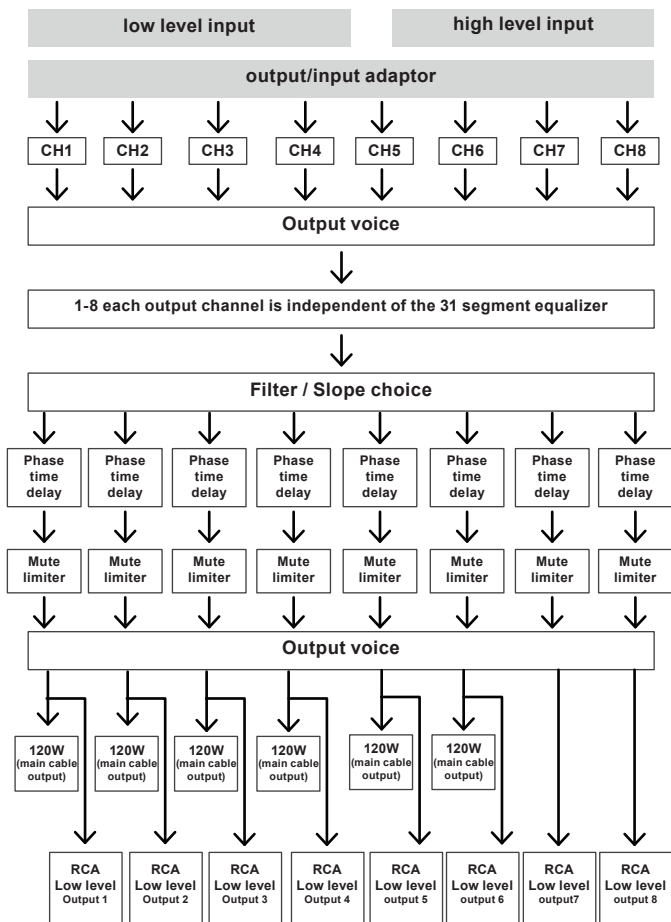 low level input
high level input
output/input adaptor
CH1 CH2 CH3 CH4 CH5 CH6 CH7 CH8
Output voice
1-8 each output channel is independent of the 31 segment equalizer
Filter / Slope choice
Phase Phase Phase Phase Phase Phase Phase Phase
time time time time time time time time
delay delay delay delay delay delay delay delay
Mute Mute Mute Mute Mute Mute Mute Mute
limiter limiter limiter limiter limiter limiter limiter limiter
Output voice
120W 120W 120W 120W 120W 120W
(main cable (main cable (main cable (main cable (main cable (main cable
output) output) output) output) output) output)
RCA RCA RCA RCA RCA RCA RCA RCA
Low level Low level Low level Low level Low level Low level Low level Low level
Output 1 Output 2 Output 3 Output 4 output 5 output 6 output7 output 8